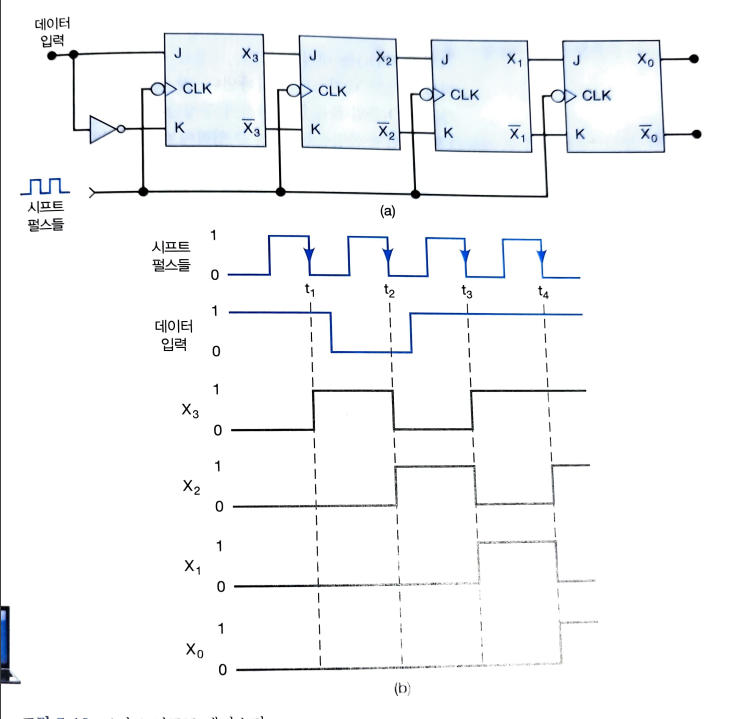 데이터
입력
J X₃ J X₂ J X₁ J X₀
CLK CLK CLK CLK
K X̅₃ K X̅₂ K X̅₁ K X̅₀
시프트
펄스들
(a)
시프트
펄스들
1
0
t₁ t₂ t₃ t₄
데이터
입력
1
0
X₃
1
0
X₂
1
0
X₁
1
0
X₀
1
0
(b)